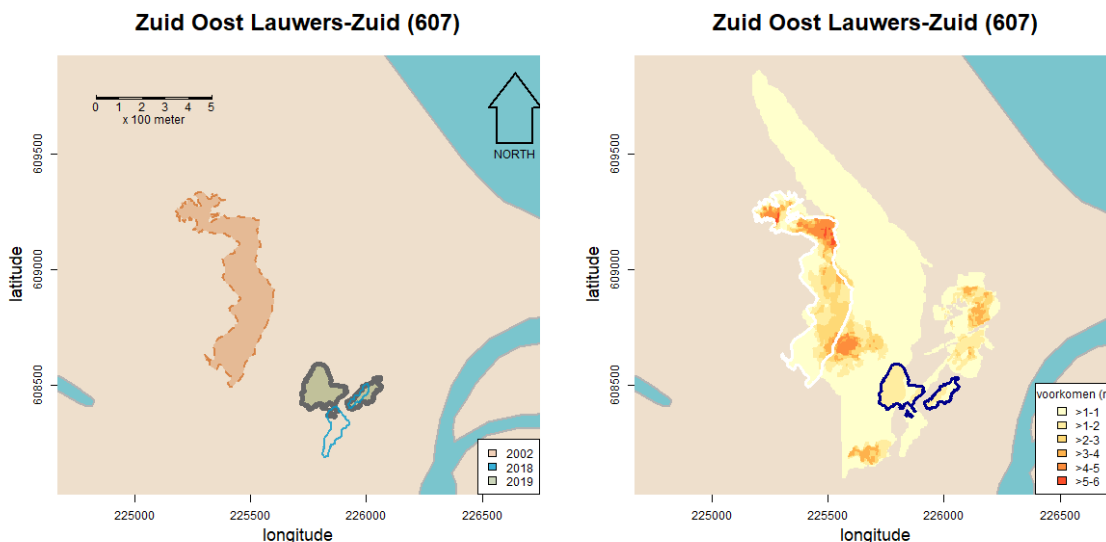 Zuid Oost Lauwers-Zuid (607)
0 1 2 3 4 5
x 100 meter
NORTH
latitude
609500
609000
608500
2002
2018
2019
225000 225500 226000 226500
longitude
Zuid Oost Lauwers-Zuid (607)
latitude
609500
609000
608500
voorkomen (n
>1-1
>1-2
>2-3
>3-4
>4-5
>5-6
225000 225500 226000 226500
longitude